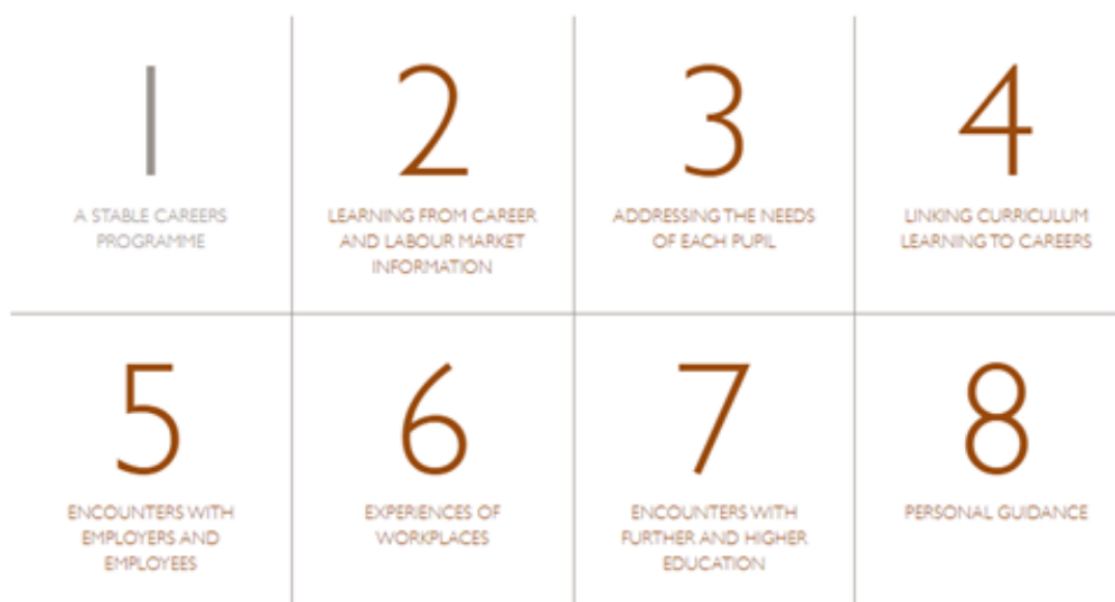 1
A STABLE CAREERS
PROGRAMME
2
LEARNING FROM CAREER
AND LABOUR MARKET
INFORMATION
3
ADDRESSING THE NEEDS
OF EACH PUPIL
4
LINKING CURRICULUM
LEARNING TO CAREERS
5
ENCOUNTERS WITH
EMPLOYERS AND
EMPLOYEES
6
EXPERIENCES OF
WORKPLACES
7
ENCOUNTERS WITH
FURTHER AND HIGHER
EDUCATION
8
PERSONAL GUIDANCE